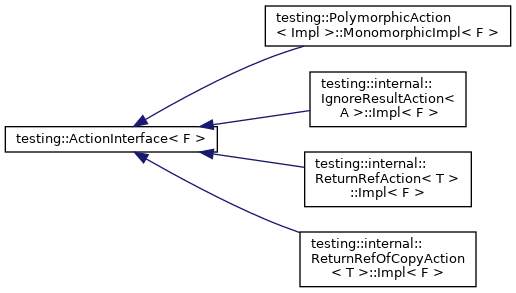 testing::PolymorphicAction
< Impl >::MonomorphicImpl< F >
testing::internal::
IgnoreResultAction<
A >::Impl< F >
testing::ActionInterface< F >
testing::internal::
ReturnRefAction< T >
::Impl< F >
testing::internal::
ReturnRefOfCopyAction
< T >::Impl< F >